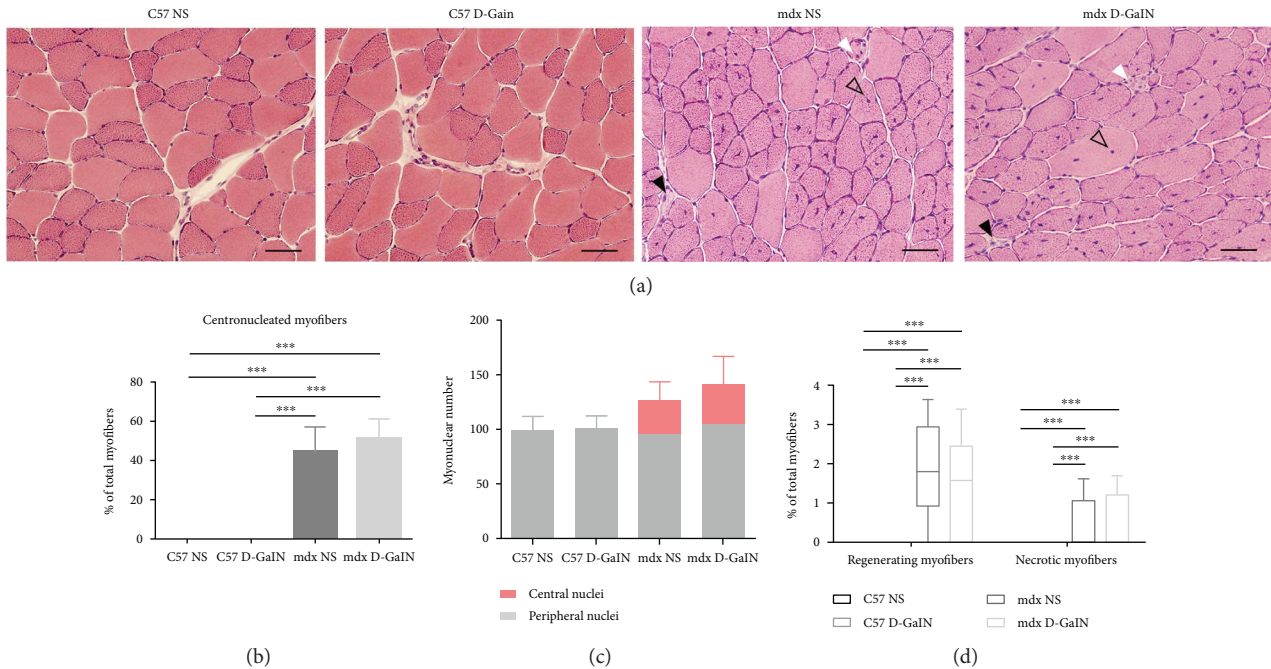 C57 NS
C57 D-Gain
mdx NS
mdx D-GaIN
(a)
Centronucleated myofibers
***
***
***
***
80
60
40
20
0
% of total myofibers
C57 NS
C57 D-GaIN
mdx NS
mdx D-GaIN
(b)
200
150
100
50
0
Myonuclear number
C57 NS
C57 D-GaIN
mdx NS
mdx D-GaIN
Central nuclei
Peripheral nuclei
(c)
***
***
***
***
***
***
***
***
4
3
2
1
0
% of total myofibers
Regenerating myofibers
Necrotic myofibers
C57 NS
mdx NS
C57 D-GaIN
mdx D-GaIN
(d)